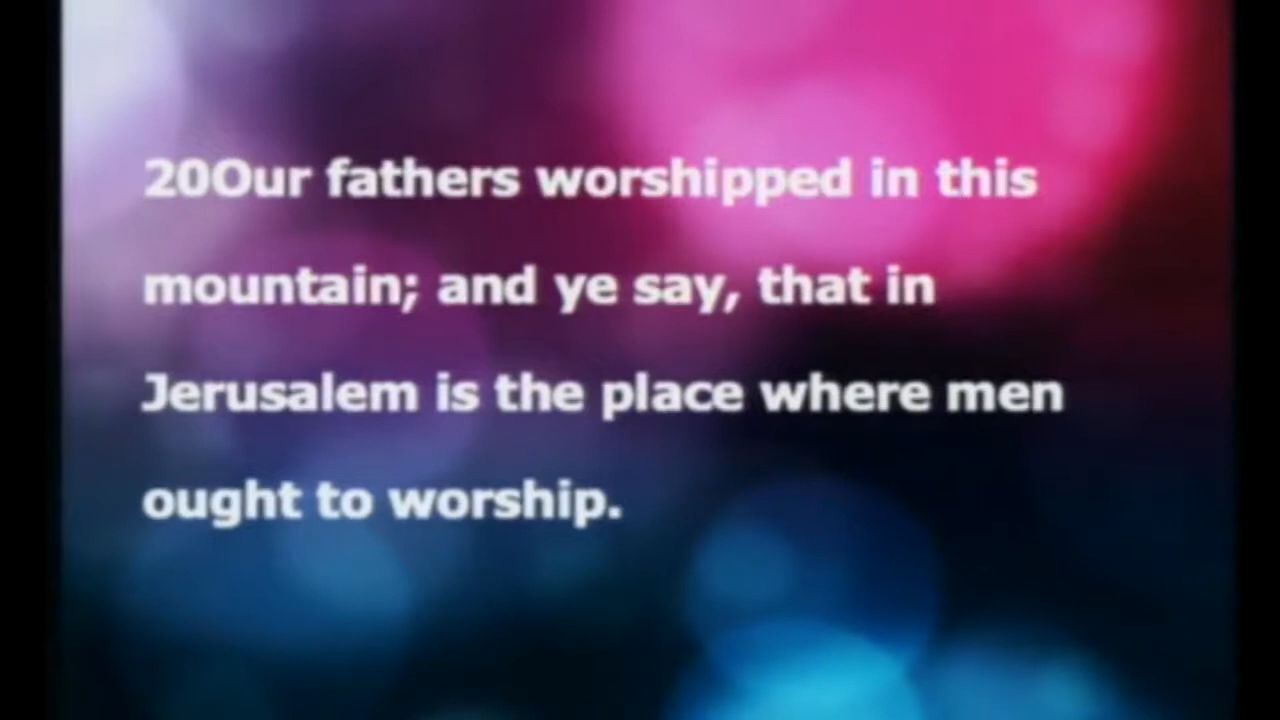 20Our fathers worshipped in this
mountain; and ye say, that in
Jerusalem is the place where men
ought to worship.